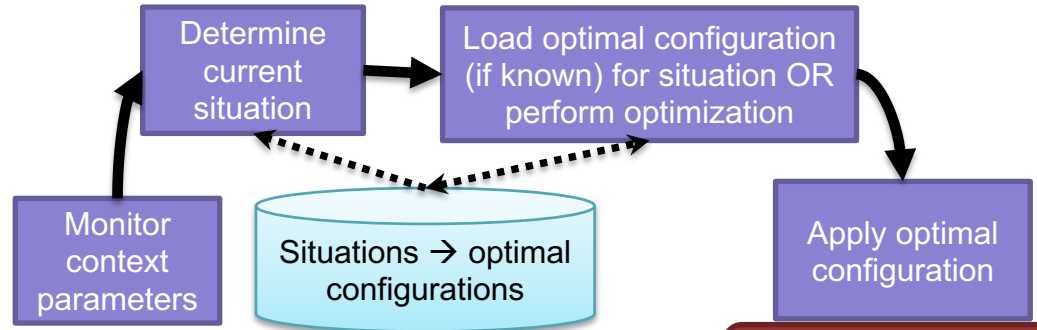 Determine
current
situation
Load optimal configuration
(if known) for situation OR
perform optimization
Monitor
context
parameters
Situations → optimal
configurations
Apply optimal
configuration